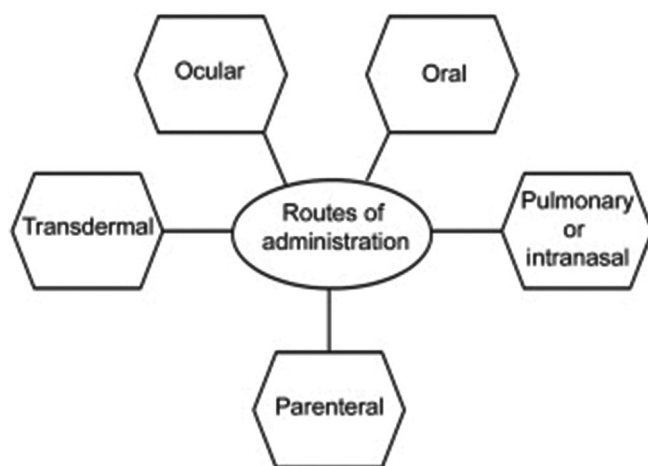 Ocular
Oral
Transdermal
Routes of
administration
Pulmonary
or
intranasal
Parenteral